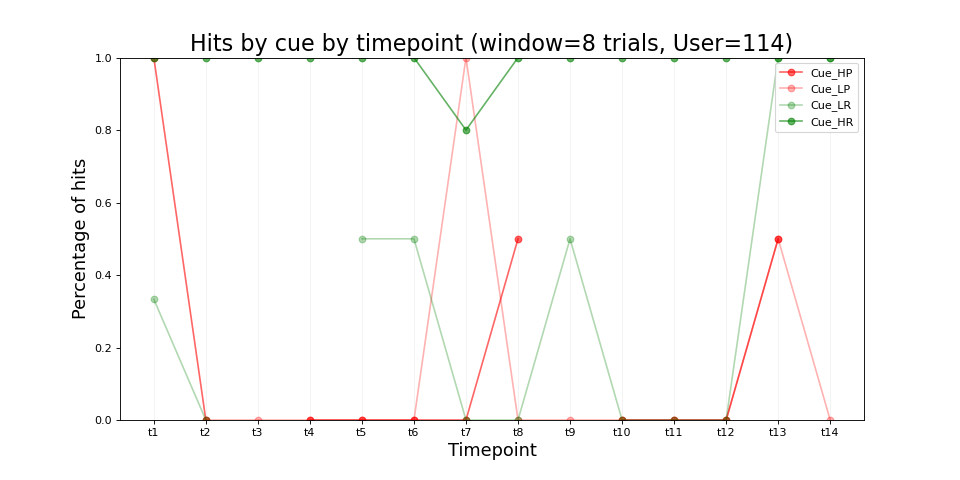 Hits by cue by timepoint (window=8 trials, User=114)
1.0
0.8
0.6
0.4
0.2
0.0
Percentage of hits
Cue_HP
Cue_LP
Cue_LR
Cue_HR
t1 t2 t3 t4 t5 t6 t7 t8 t9 t10 t11 t12 t13 t14
Timepoint